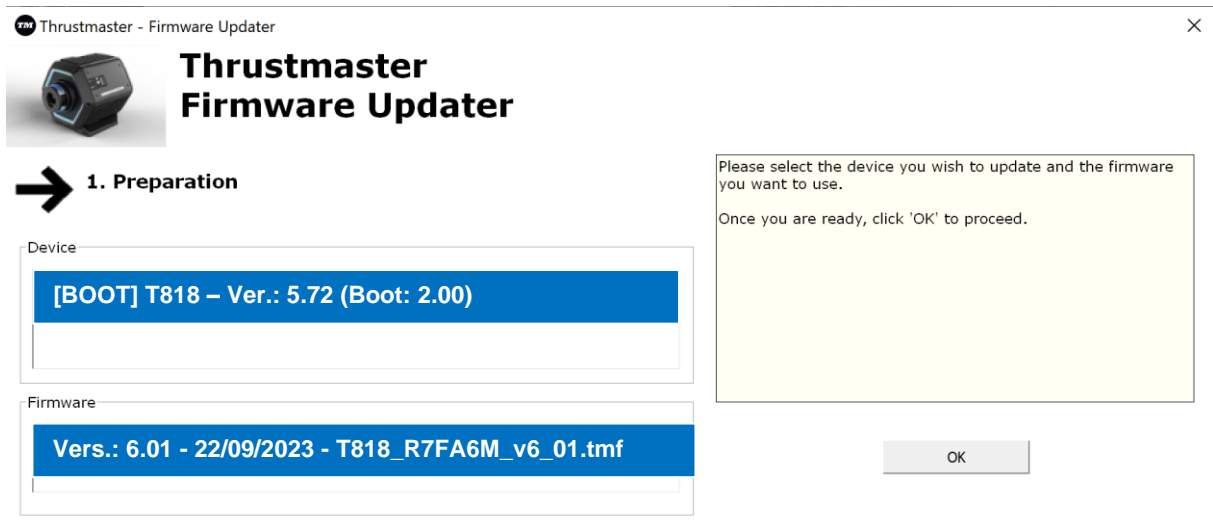 Thrustmaster - Firmware Updater
Thrustmaster
Firmware Updater
1. Preparation
Please select the device you wish to update and the firmware
you want to use.
Once you are ready, click 'OK' to proceed.
Device
[BOOT] T818 – Ver.: 5.72 (Boot: 2.00)
Firmware
Vers.: 6.01 - 22/09/2023 - T818_R7FA6M_v6_01.tmf
OK